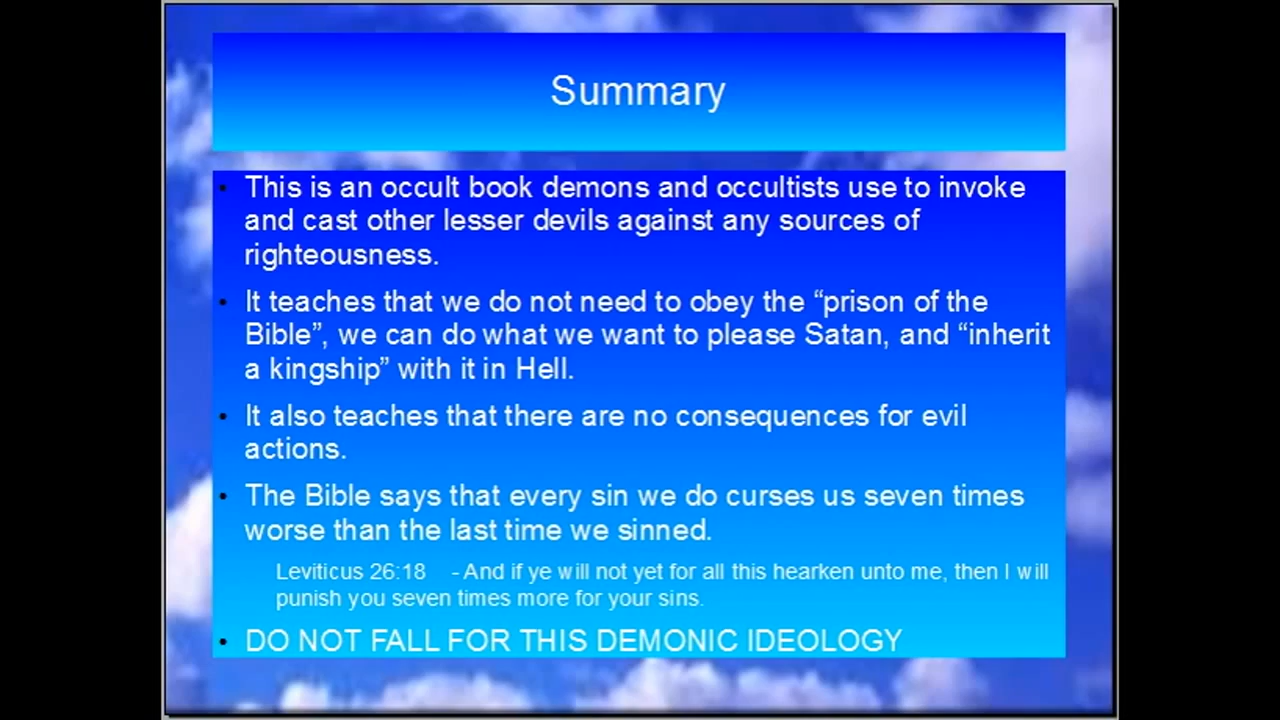 Summary
• This is an occult book demons and occultists use to invoke
and cast other lesser devils against any sources of
righteousness.
• It teaches that we do not need to obey the “prison of the
Bible”, we can do what we want to please Satan, and “inherit
a kingship” with it in Hell.
• It also teaches that there are no consequences for evil
actions.
• The Bible says that every sin we do curses us seven times
worse than the last time we sinned.
Leviticus 26:18 - And if ye will not yet for all this hearken unto me, then I will
punish you seven times more for your sins.
• DO NOT FALL FOR THIS DEMONIC IDEOLOGY